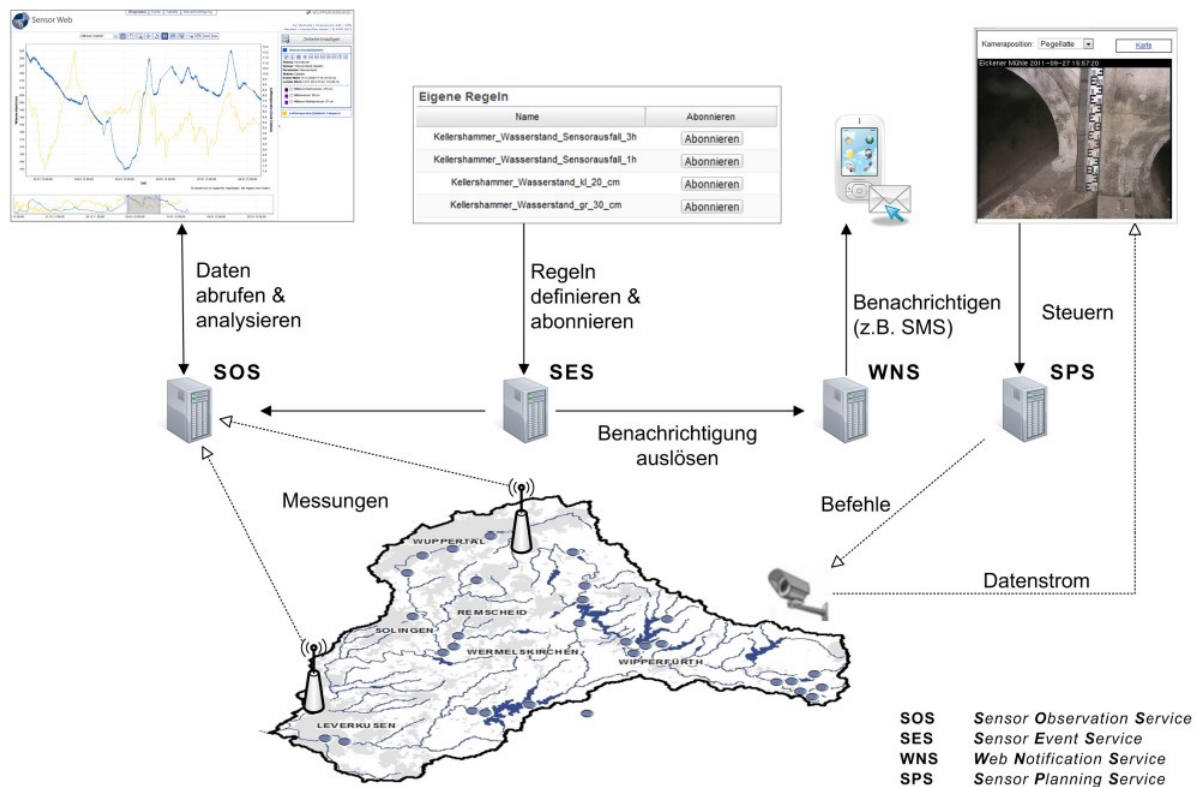 Sensor Web
Eigene Regeln
Name Abonnieren
Kellershammer_Wasserstand_Sensorausfall_3h Abonnieren
Kellershammer_Wasserstand_Sensorausfall_1h Abonnieren
Kellershammer_Wasserstand_kl_20_cm Abonnieren
Kellershammer_Wasserstand_gr_30_cm Abonnieren
Kameraposition: Pegellatte Karte
Eickener Mühle 2011-09-27 15:57:20
Daten
abrufen &
analysieren
Regeln
definieren &
abonnieren
Benachrichtigen
(z.B. SMS)
Steuern
SOS
SES
WNS
SPS
Benachrichtigung
auslösen
Messungen
Befehle
Datenstrom
WUPPERTAL
REMSCHEID
SOLINGEN
WERMELSKIRCHEN
WIPPERFÜRTH
LEVERKUSEN
SOS Sensor Observation Service
SES Sensor Event Service
WNS Web Notification Service
SPS Sensor Planning Service